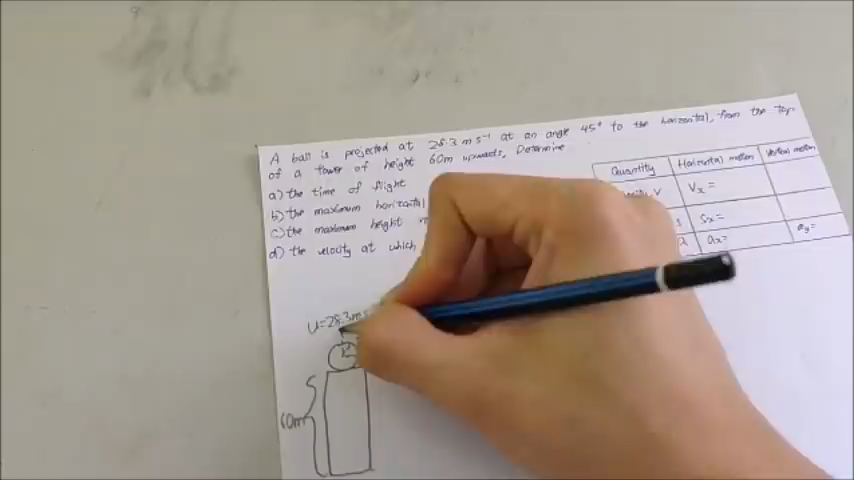 A ball is projected at 28.3 m s⁻¹ at an angle 45° to the horizontal, from the top
of a tower of height 60m upwards. Determine
a) the time of flight
b) the maximum horizontal
c) the maximum height
d) the velocity at which
Quantity Horizontal motion Vertical motion
Vx=
Sx=
ax= ay=
U=28.3m
60m